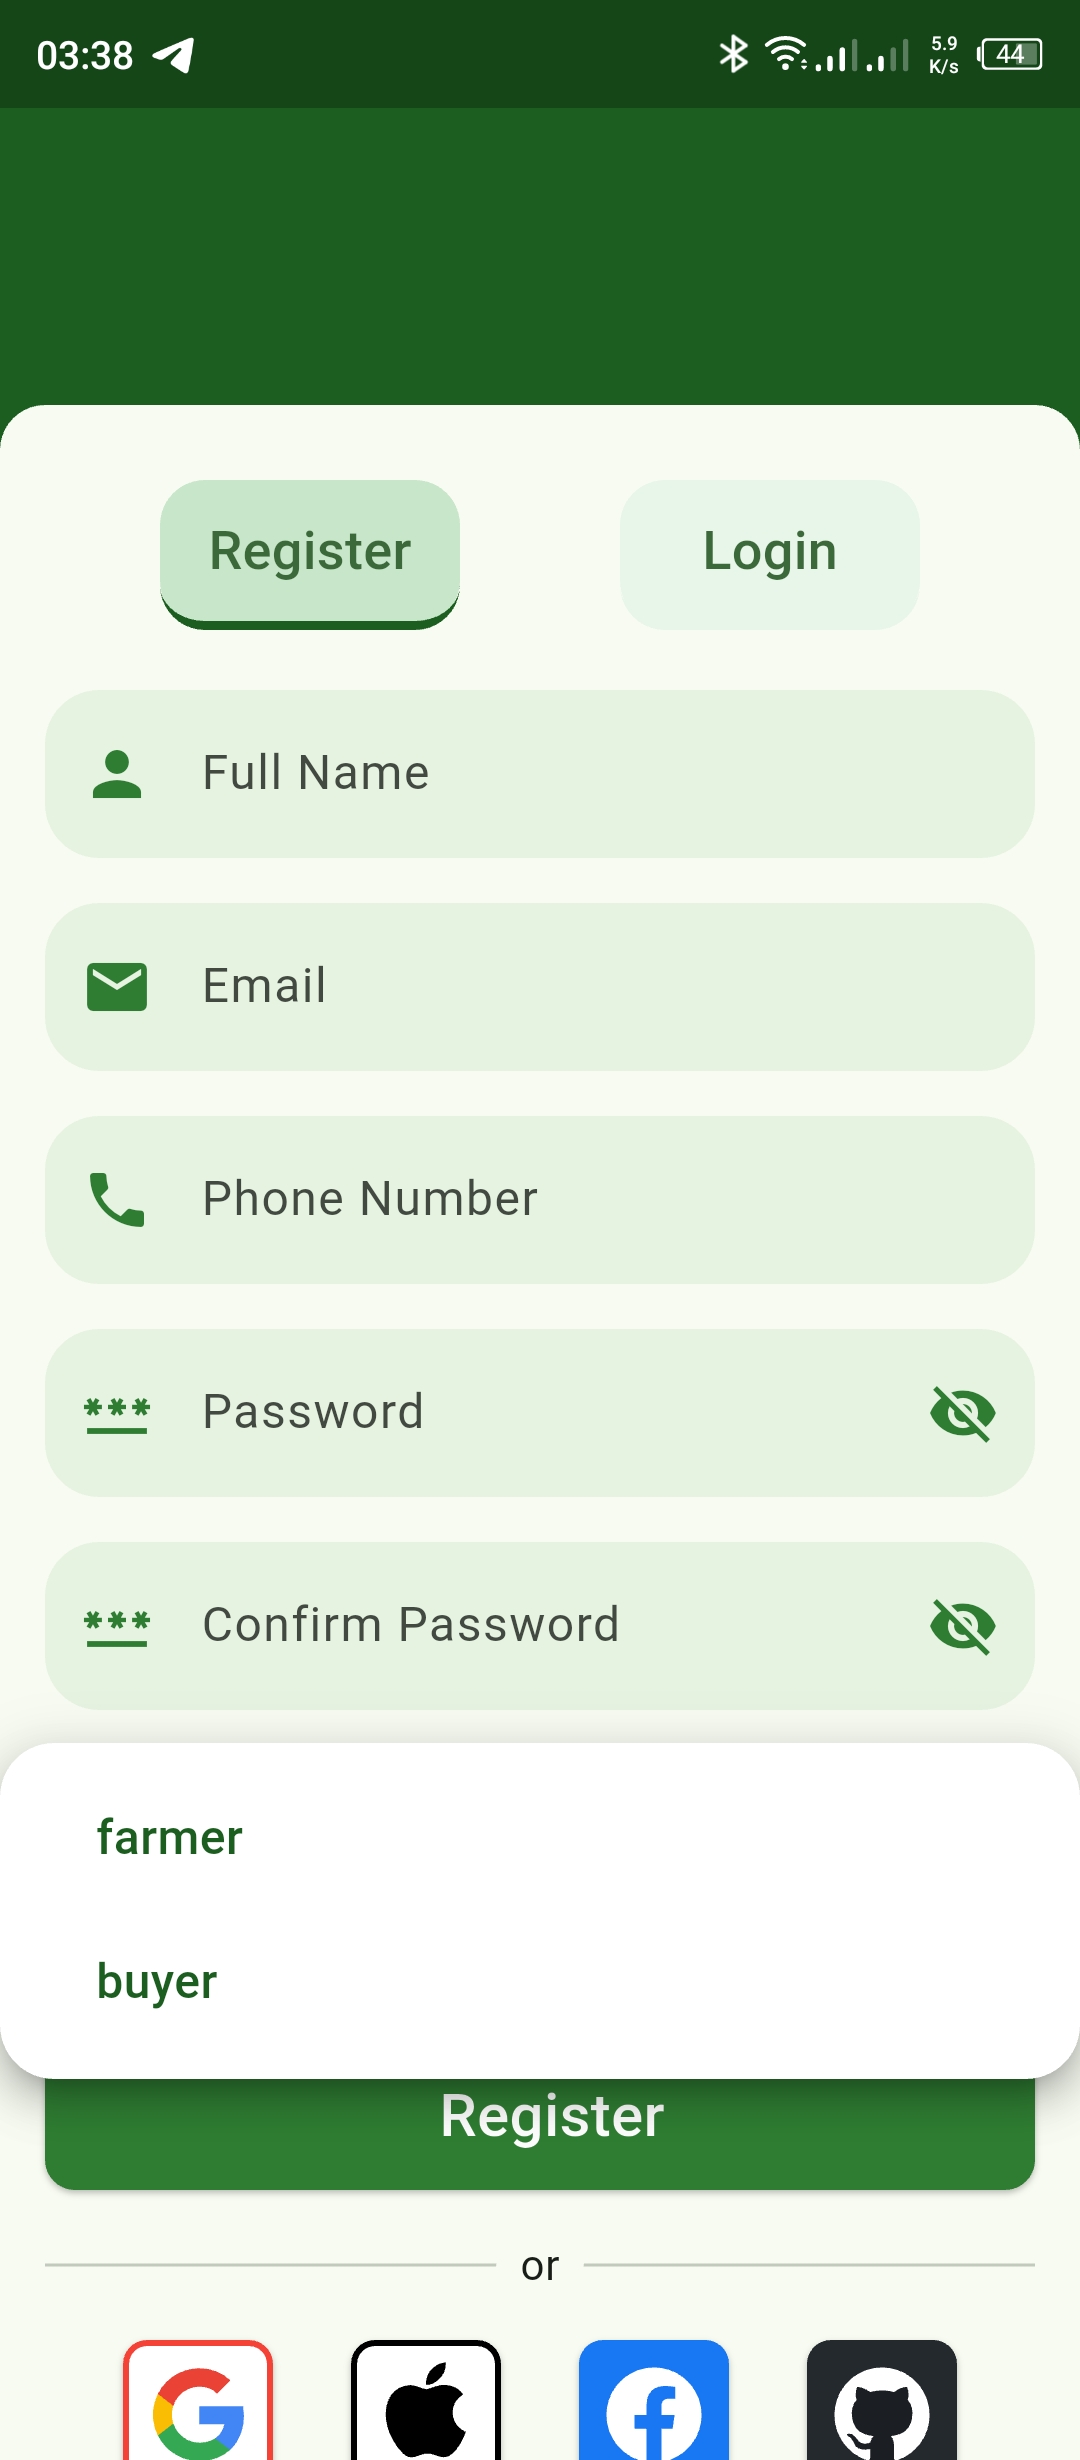 03:38
5.9
K/s
44
Register
Login
Full Name
Email
Phone Number
***
Password
***
Confirm Password
farmer
buyer
Register
or